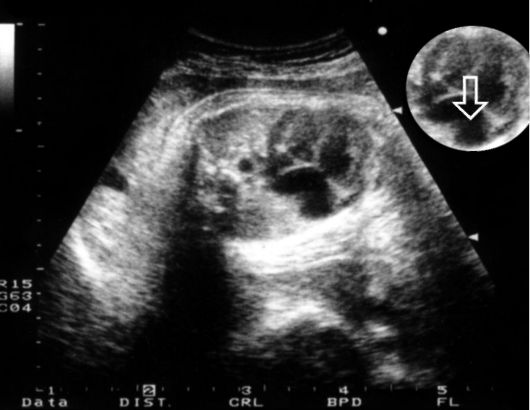 R15
G63
C04
1 2 3 4 5
Data DIST. CRL BPD FL